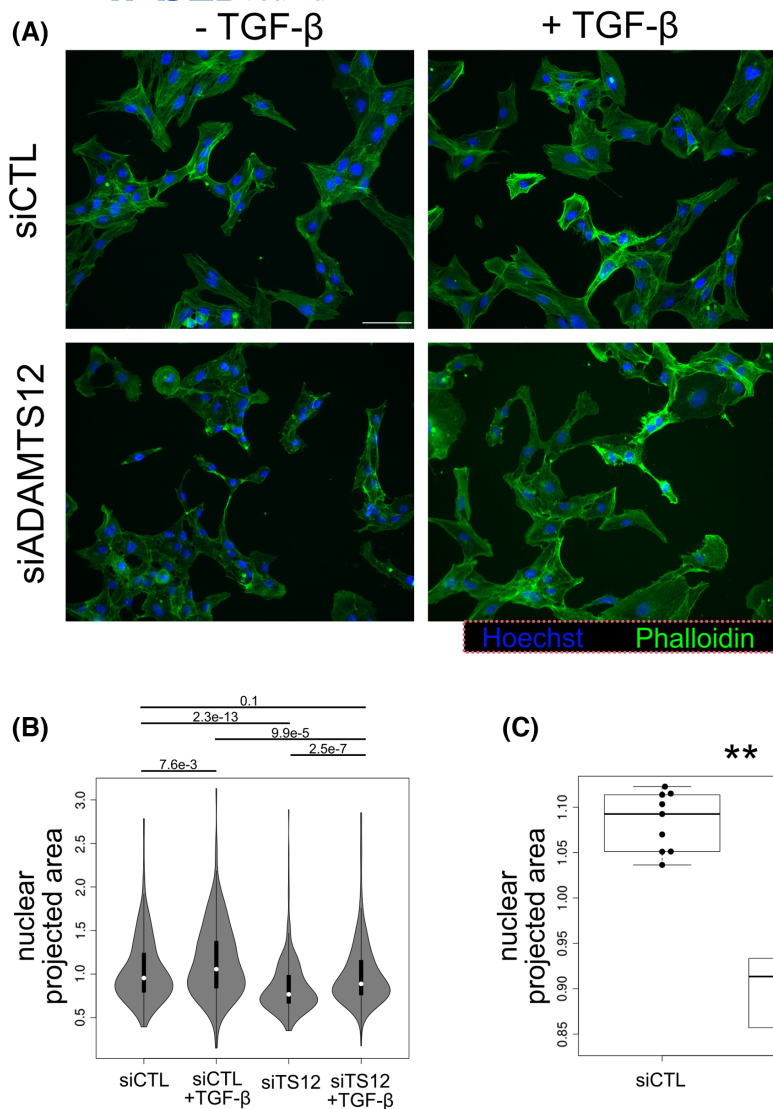 (A)
- TGF-β
+ TGF-β
siCTL
siADAMTS12
Hoechst
Phalloidin
(B)
0.1
2.3e-13
9.9e-5
2.5e-7
7.6e-3
nuclear
projected area
3.0
2.5
2.0
1.5
1.0
0.5
siCTL
siCTL
+TGF-β
siTS12
siTS12
+TGF-β
(C)
**
nuclear
projected area
1.10
1.05
1.00
0.95
0.90
0.85
siCTL